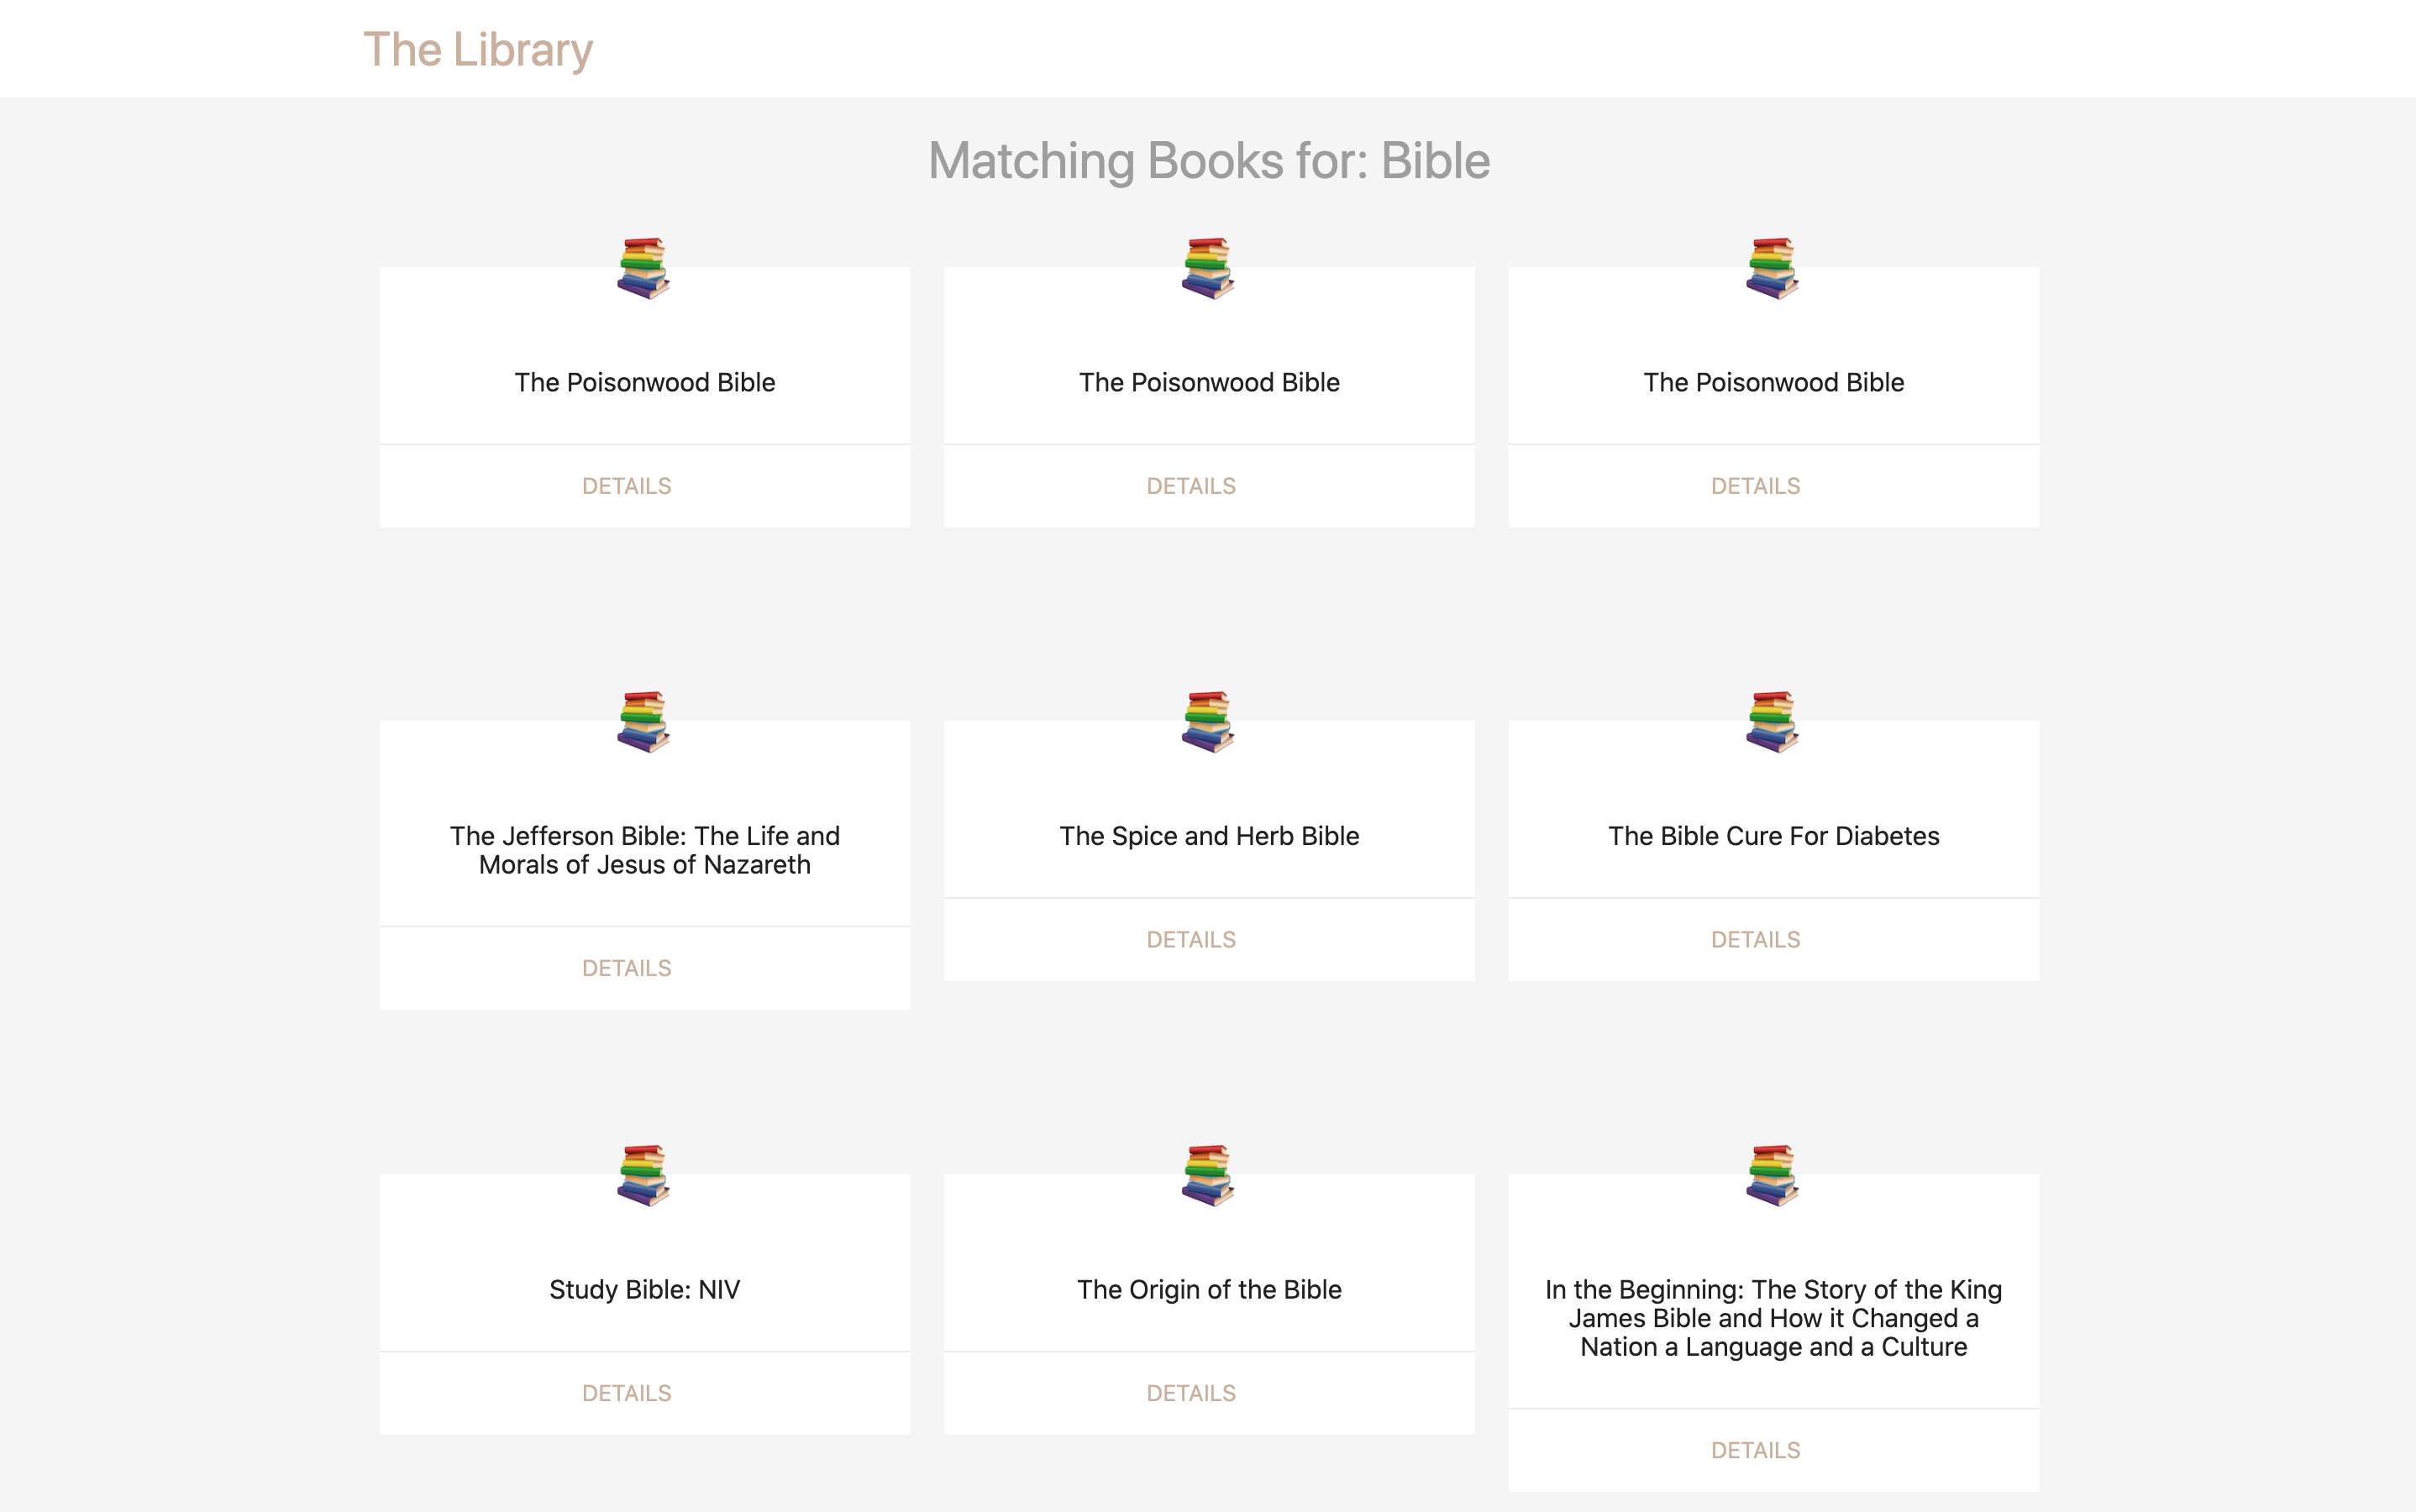 The Library
Matching Books for: Bible
The Poisonwood Bible
DETAILS
The Poisonwood Bible
DETAILS
The Poisonwood Bible
DETAILS
The Jefferson Bible: The Life and
Morals of Jesus of Nazareth
DETAILS
The Spice and Herb Bible
DETAILS
The Bible Cure For Diabetes
DETAILS
Study Bible: NIV
DETAILS
The Origin of the Bible
DETAILS
In the Beginning: The Story of the King
James Bible and How it Changed a
Nation a Language and a Culture
DETAILS